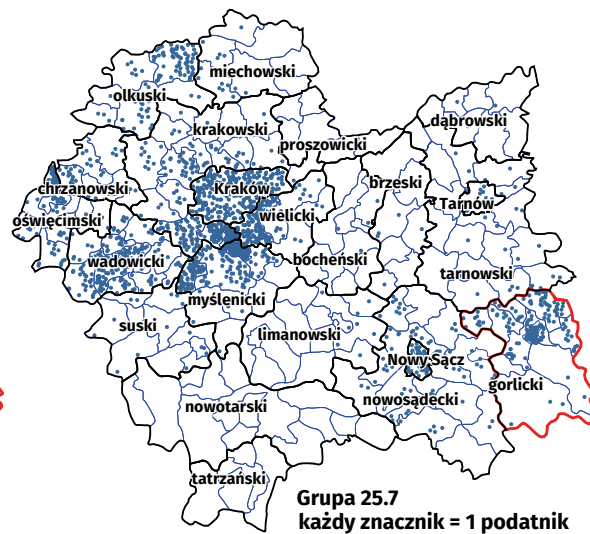 miechowski
olkuski
dąbrowski
krakowski
proszowicki
brzeski
chrzanowski
Kraków
Tarnów
oświęcimski
wielicki
wadowicki
bocheński
tarnowski
myślenicki
suski
limanowski
Nowy Sącz
gorlicki
nowotarski
nowosądecki
tatrzański
Grupa 25.7
każdy znacznik = 1 podatnik